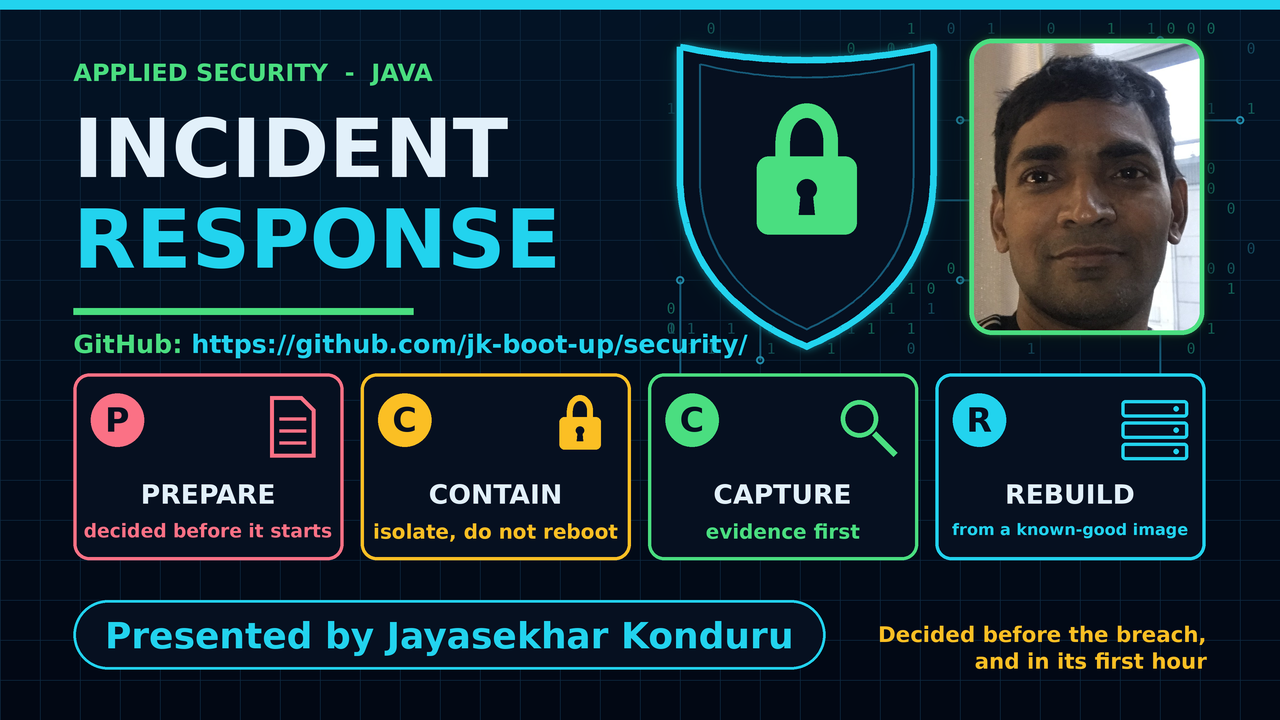 APPLIED SECURITY - JAVA
INCIDENT
RESPONSE
GitHub: https://github.com/jk-boot-up/security/
P
PREPARE
decided before it starts
C
CONTAIN
isolate, do not reboot
C
CAPTURE
evidence first
R
REBUILD
from a known-good image
Presented by Jayasekhar Konduru
Decided before the breach,
and in its first hour